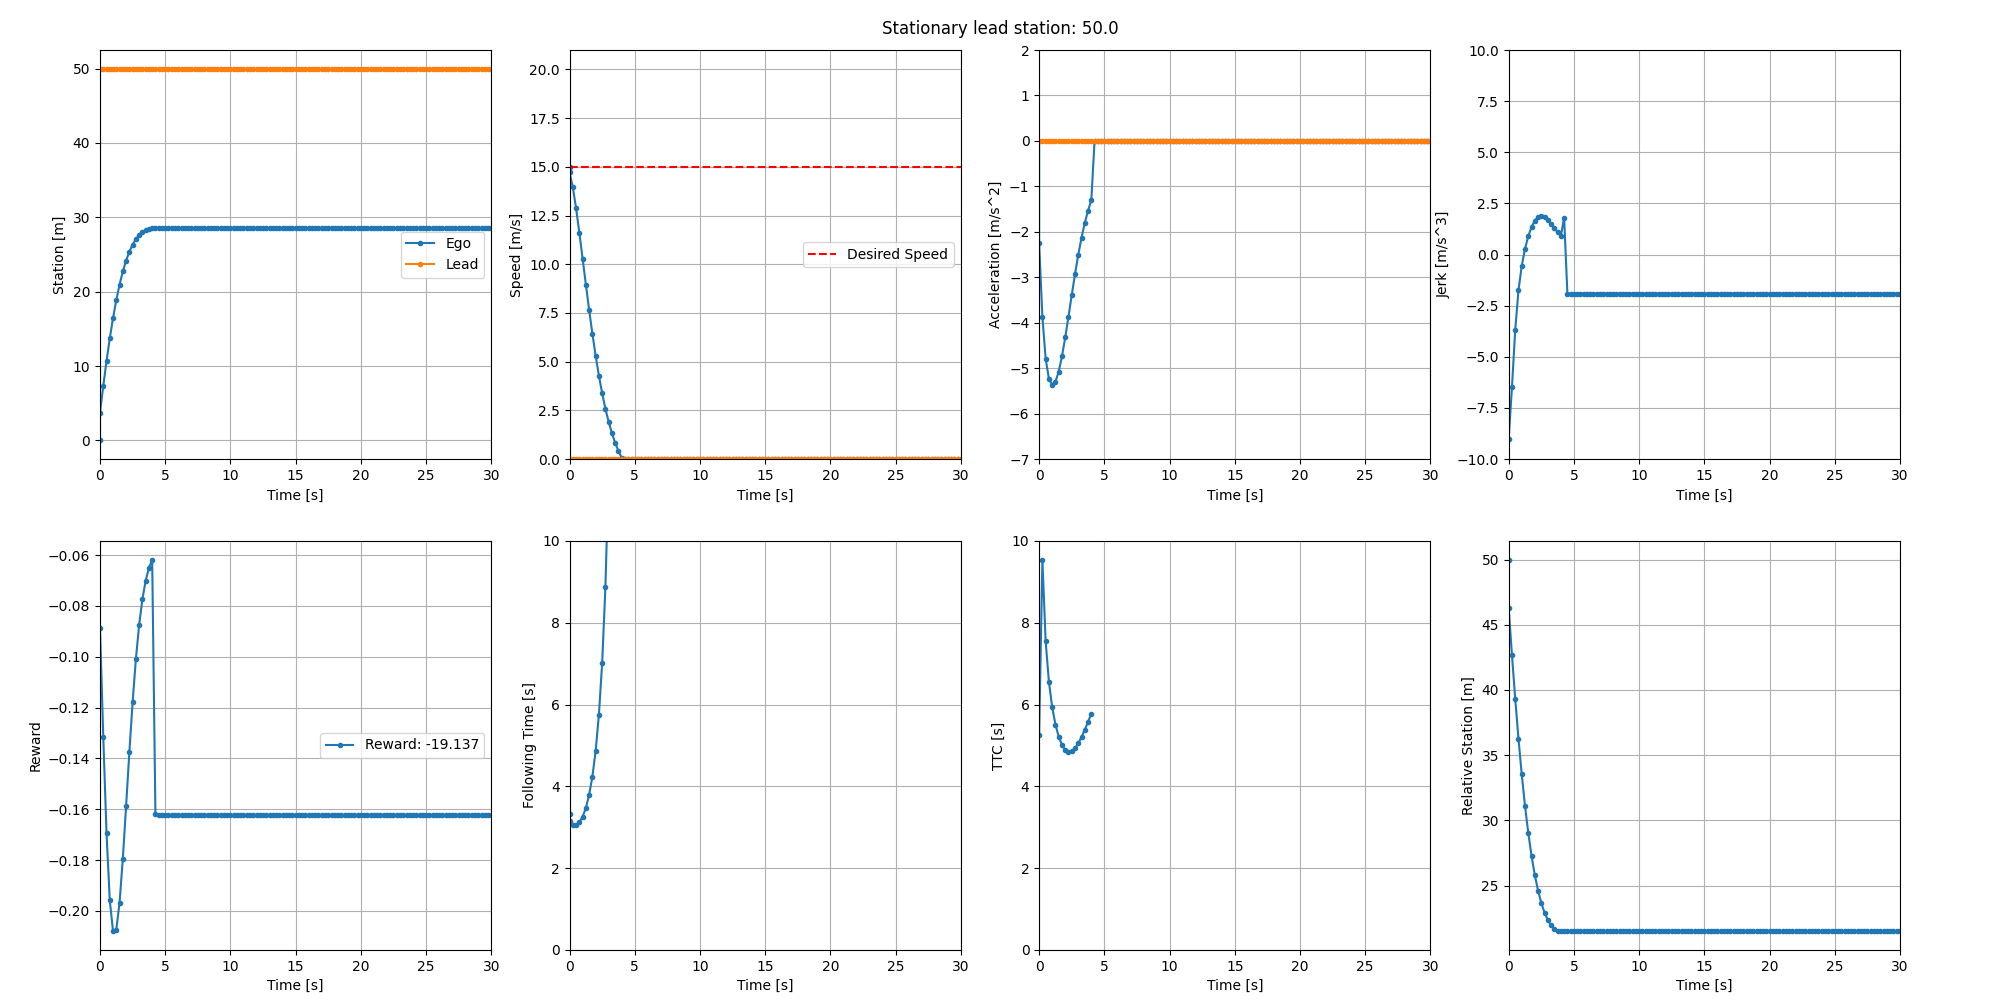 Stationary lead station: 50.0
50
40
30
20
10
0
Station [m]
Ego
Lead
0 5 10 15 20 25 30
Time [s]
20.0
17.5
15.0
12.5
10.0
7.5
5.0
2.5
0.0
Speed [m/s]
Desired Speed
0 5 10 15 20 25 30
Time [s]
2
1
0
−1
−2
−3
−4
−5
−6
−7
Acceleration [m/s^2]
0 5 10 15 20 25 30
Time [s]
10.0
7.5
5.0
2.5
0.0
−2.5
−5.0
−7.5
−10.0
Jerk [m/s^3]
0 5 10 15 20 25 30
Time [s]
−0.06
−0.08
−0.10
−0.12
−0.14
−0.16
−0.18
−0.20
Reward
Reward: -19.137
0 5 10 15 20 25 30
Time [s]
10
8
6
4
2
0
Following Time [s]
0 5 10 15 20 25 30
Time [s]
10
8
6
4
2
0
TTC [s]
0 5 10 15 20 25 30
Time [s]
50
45
40
35
30
25
Relative Station [m]
0 5 10 15 20 25 30
Time [s]